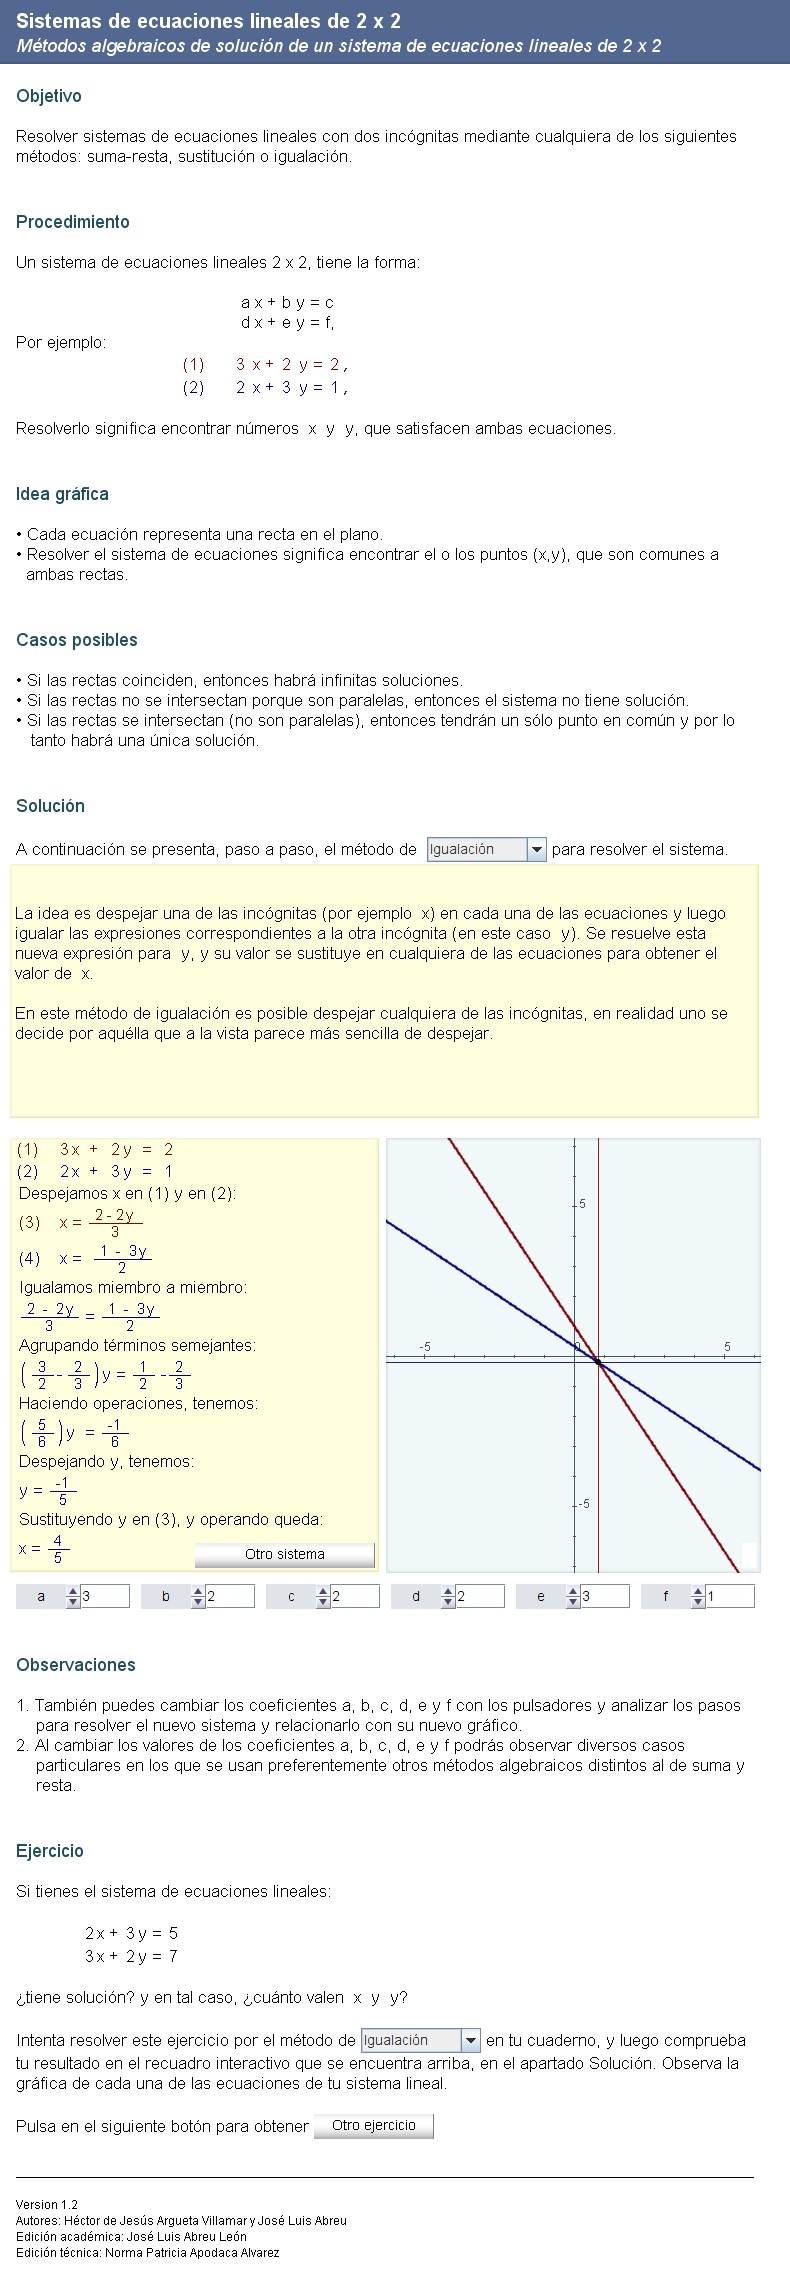 Sistemas de ecuaciones lineales de 2 x 2
Métodos algebraicos de solución de un sistema de ecuaciones lineales de 2 x 2
Objetivo
Resolver sistemas de ecuaciones lineales con dos incógnitas mediante cualquiera de los siguientes
métodos: suma-resta, sustitución o igualación.
Procedimiento
Un sistema de ecuaciones lineales 2 x 2, tiene la forma:
a x + b y = c
d x + e y = f,
Por ejemplo:
(1) 3 x + 2 y = 2 ,
(2) 2 x + 3 y = 1 ,
Resolverlo significa encontrar números x y y, que satisfacen ambas ecuaciones.
Idea gráfica
• Cada ecuación representa una recta en el plano.
• Resolver el sistema de ecuaciones significa encontrar el o los puntos (x,y), que son comunes a
ambas rectas.
Casos posibles
• Si las rectas coinciden, entonces habrá infinitas soluciones.
• Si las rectas no se intersectan porque son paralelas, entonces el sistema no tiene solución.
• Si las rectas se intersectan (no son paralelas), entonces tendrán un sólo punto en común y por lo
tanto habrá una única solución.
Solución
A continuación se presenta, paso a paso, el método de Igualación para resolver el sistema.
La idea es despejar una de las incógnitas (por ejemplo x) en cada una de las ecuaciones y luego
igualar las expresiones correspondientes a la otra incógnita (en este caso y). Se resuelve esta
nueva expresión para y, y su valor se sustituye en cualquiera de las ecuaciones para obtener el
valor de x.
En este método de igualación es posible despejar cualquiera de las incógnitas, en realidad uno se
decide por aquélla que a la vista parece más sencilla de despejar.
(1) 3x + 2y = 2
(2) 2x + 3y = 1
Despejamos x en (1) y en (2):
(3) x = 2 - 2y / 3
(4) x = 1 - 3y / 2
Igualamos miembro a miembro:
2 - 2y / 3 = 1 - 3y / 2
Agrupando términos semejantes:
( 3/2 - 2/3 ) y = 1/2 - 2/3
Haciendo operaciones, tenemos:
( 5/6 ) y = -1/6
Despejando y, tenemos:
y = -1/5
Sustituyendo y en (3), y operando queda:
x = 4/5
Otro sistema
5
-5 0 5
-5
a 3 b 2 c 2 d 2 e 3 f 1
Observaciones
1. También puedes cambiar los coeficientes a, b, c, d, e y f con los pulsadores y analizar los pasos
para resolver el nuevo sistema y relacionarlo con su nuevo gráfico.
2. Al cambiar los valores de los coeficientes a, b, c, d, e y f podrás observar diversos casos
particulares en los que se usan preferentemente otros métodos algebraicos distintos al de suma y
resta.
Ejercicio
Si tienes el sistema de ecuaciones lineales:
2x + 3y = 5
3x + 2y = 7
¿tiene solución? y en tal caso, ¿cuánto valen x y y?
Intenta resolver este ejercicio por el método de Igualación en tu cuaderno, y luego comprueba
tu resultado en el recuadro interactivo que se encuentra arriba, en el apartado Solución. Observa la
gráfica de cada una de las ecuaciones de tu sistema lineal.
Pulsa en el siguiente botón para obtener Otro ejercicio
Version 1.2
Autores: Héctor de Jesús Argueta Villamar y José Luis Abreu
Edición académica: José Luis Abreu León
Edición técnica: Norma Patricia Apodaca Alvarez